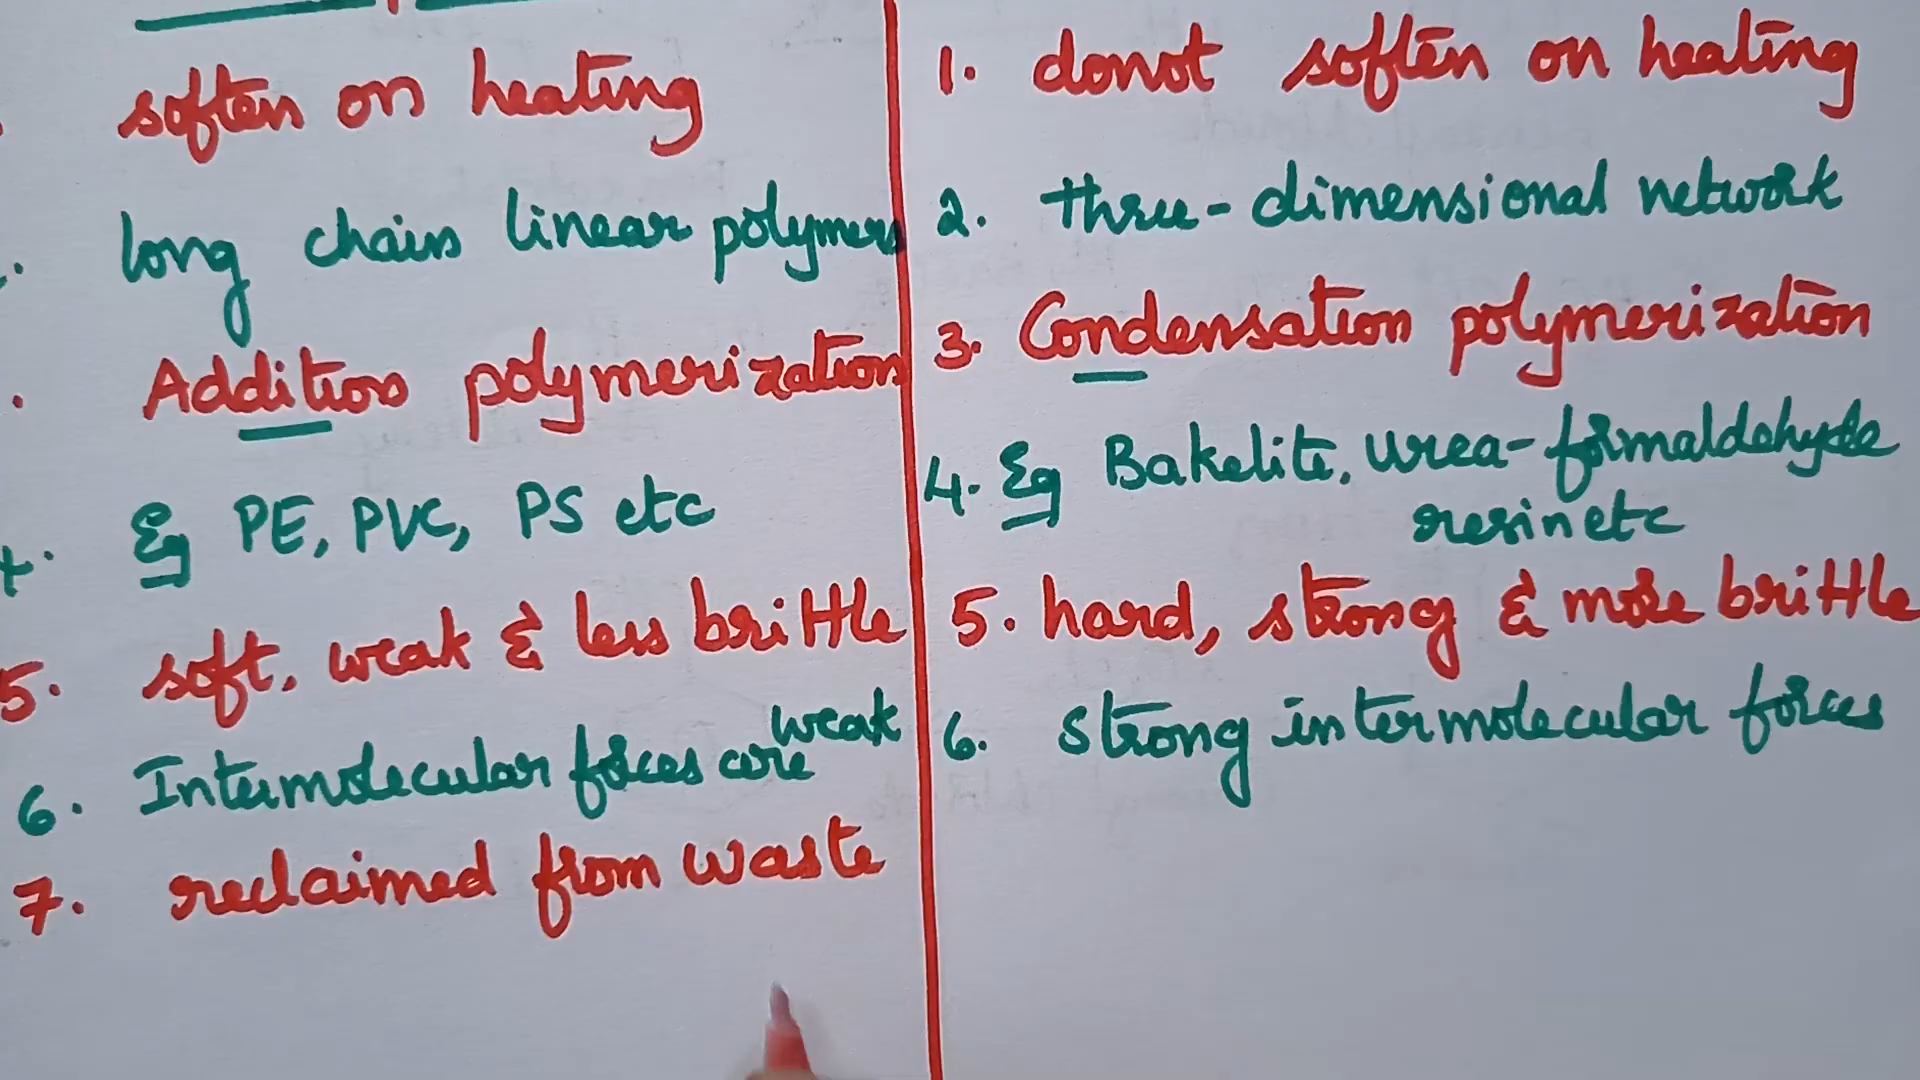 soften on heating
long chain linear polymers
Addition polymerization
4. Eg PE, PVC, PS etc
5. soft, weak & less brittle
6. Intermolecular forces are weak
7. reclaimed from waste
1. donot soften on heating
2. three-dimensional network
3. Condensation polymerization
4. Eg Bakelite, urea-formaldehyde
resin etc
5. hard, strong & more brittle
6. strong intermolecular forces